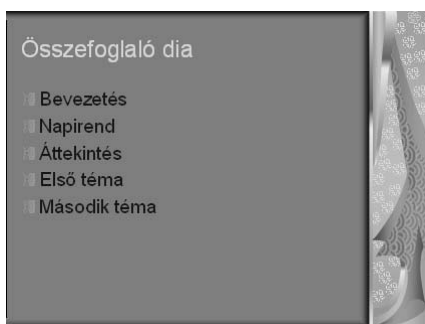 Összefoglaló dia
Bevezetés
Napirend
Áttekintés
Első téma
Második téma